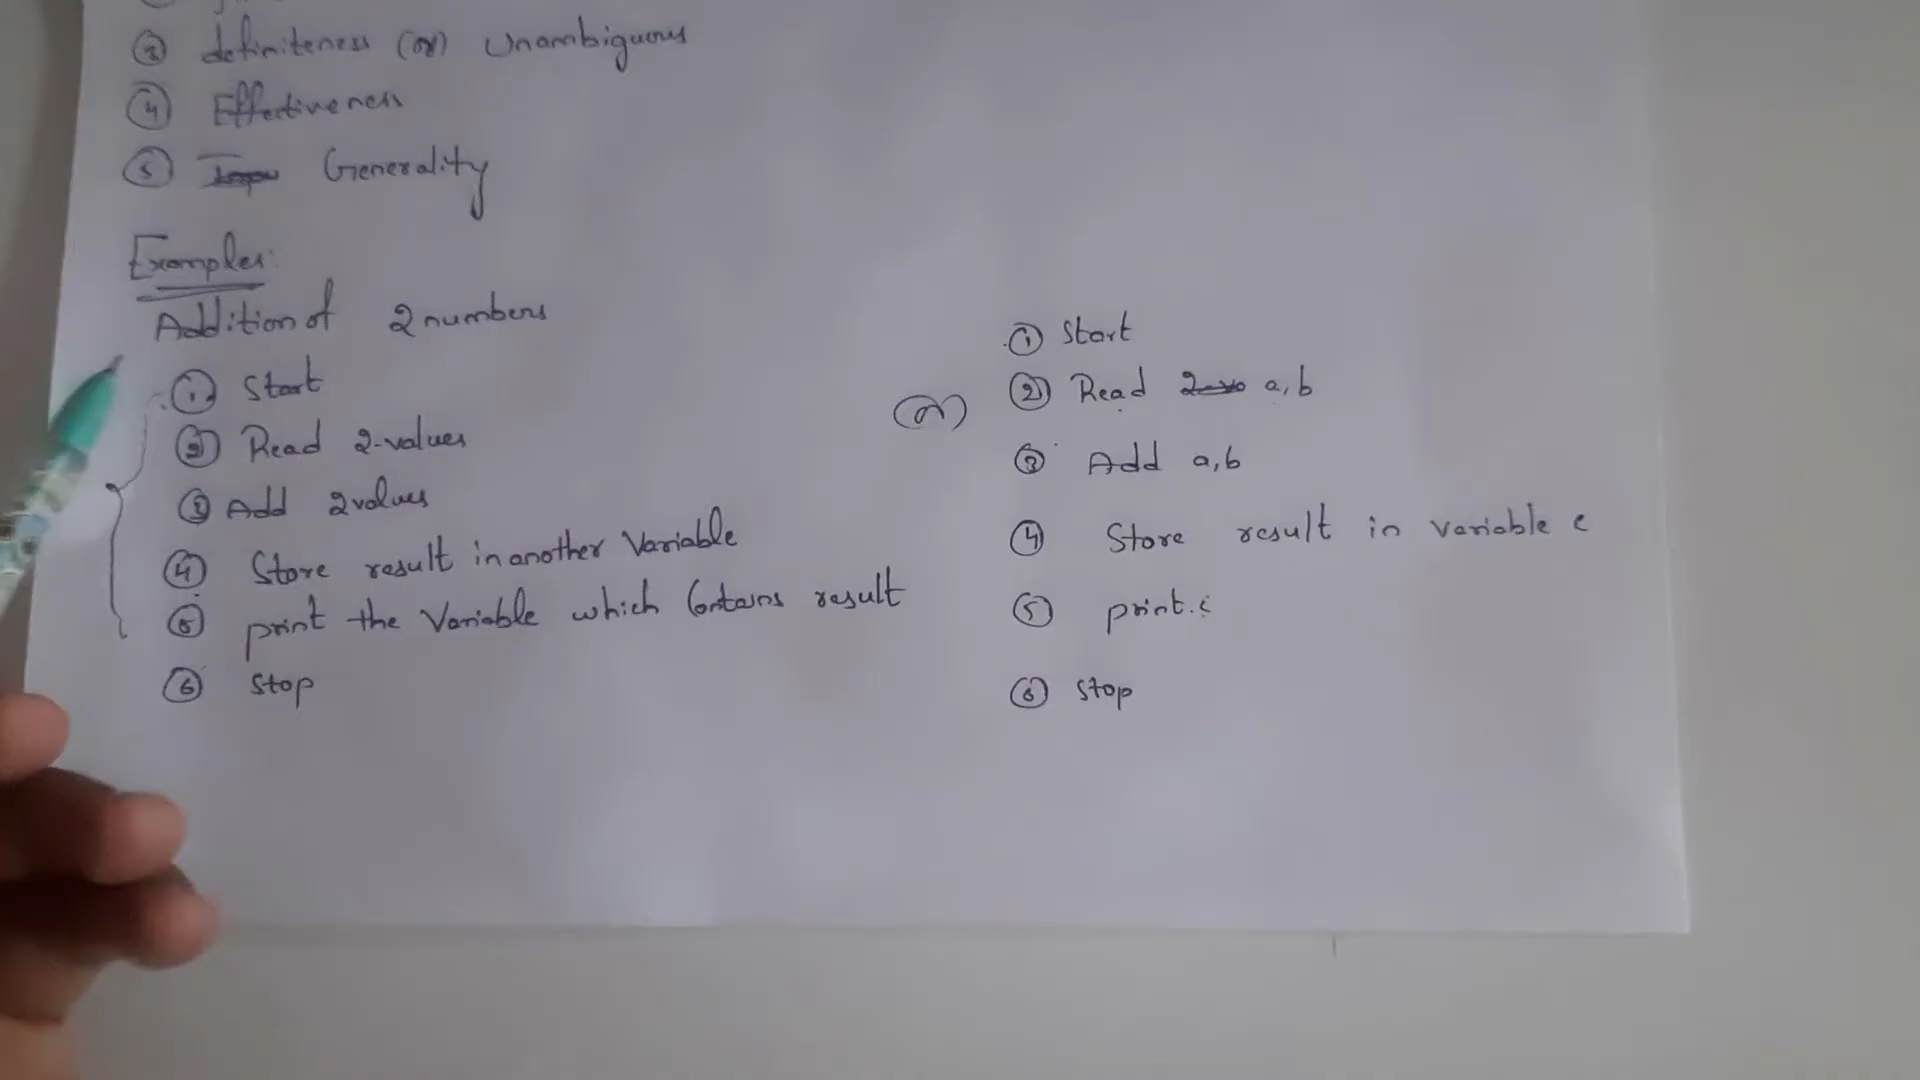 ③ definiteness (or) Unambiguous
④ Effectiveness
⑤ Generality
Examples:
Addition of 2 numbers
① Start
② Read 2-values
③ Add 2 values
④ Store result in another Variable
⑤ print the Variable which Contains result
⑥ Stop
(or)
① Start
② Read a, b
③ Add a, b
④ Store result in variable c
⑤ print c
⑥ Stop